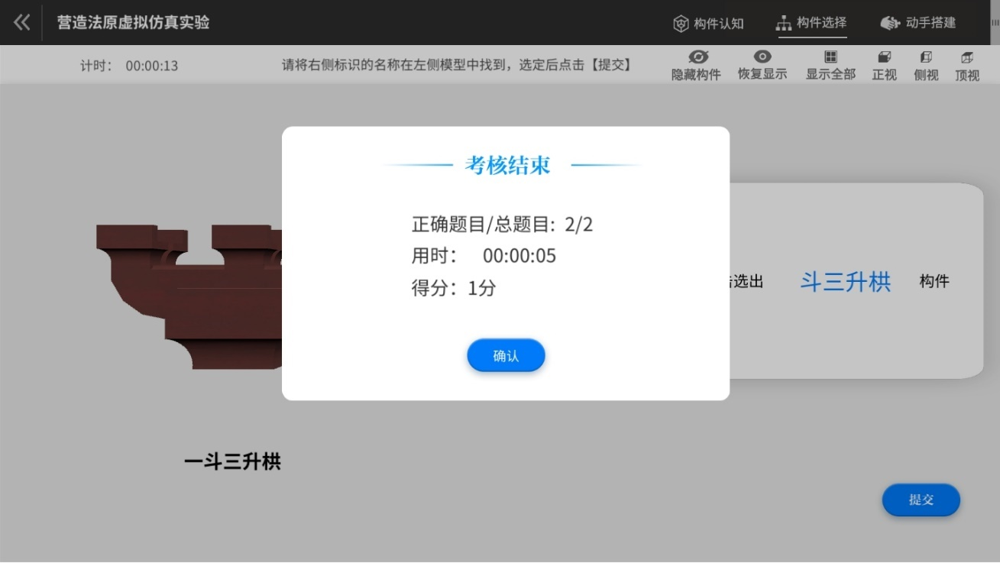 营造法原虚拟仿真实验
构件认知
构件选择
动手搭建
计时： 00:00:13
请将右侧标识的名称在左侧模型中找到，选定后点击【提交】
隐藏构件
恢复显示
显示全部
正视
侧视
顶视
考核结束
正确题目/总题目: 2/2
用时： 00:00:05
得分：1分
确认
选出 斗三升栱 构件
一斗三升栱
提交